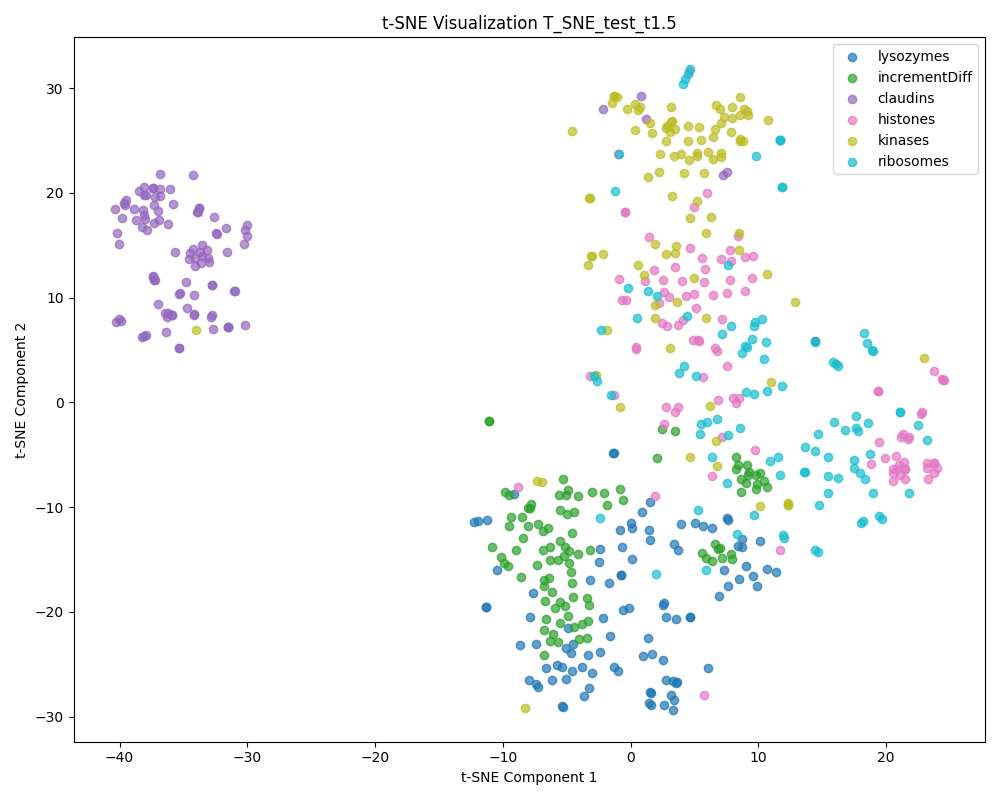 t-SNE Visualization T_SNE_test_t1.5
lysozymes
incrementDiff
claudins
histones
kinases
ribosomes
30
20
10
0
−10
−20
−30
t-SNE Component 2
−40
−30
−20
−10
0
10
20
t-SNE Component 1